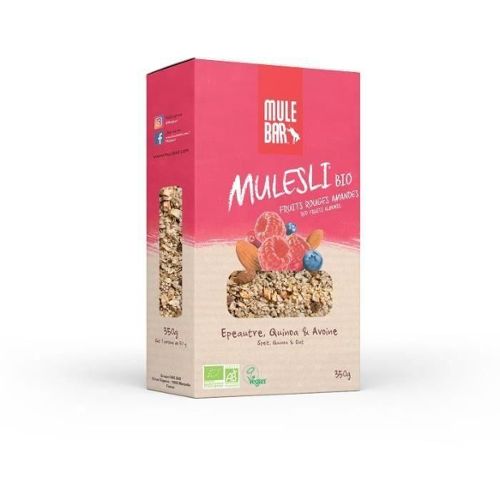 MULE
BAR
MULESLI BIO
FRUITS ROUGES AMANDES
RED FRUITS ALMONDS
Epeautre, Quinoa & Avoine
Spelt, Quinoa & Oat
AB
Vegan
350g
350g